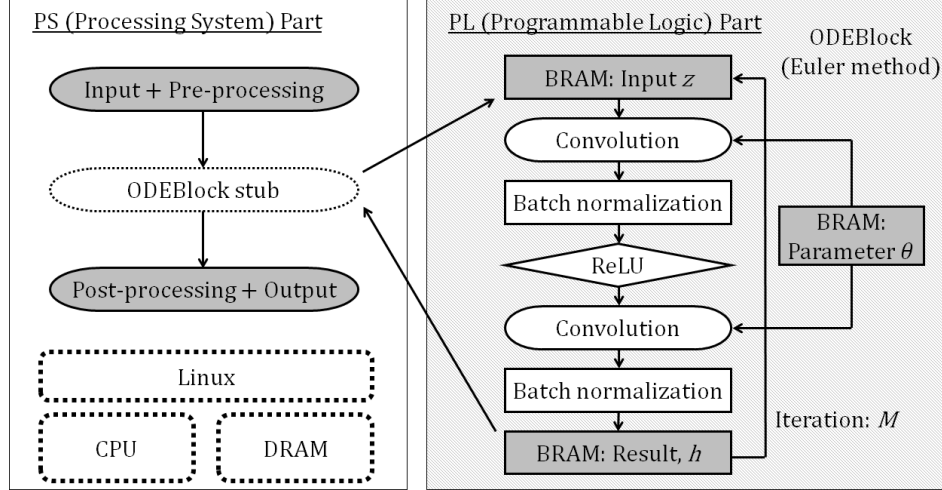 PS (Processing System) Part
Input + Pre-processing
ODEBlock stub
Post-processing + Output
Linux
CPU
DRAM
PL (Programmable Logic) Part
ODEBlock
(Euler method)
BRAM: Input z
Convolution
Batch normalization
ReLU
Convolution
Batch normalization
BRAM: Result, h
BRAM:
Parameter θ
Iteration: M